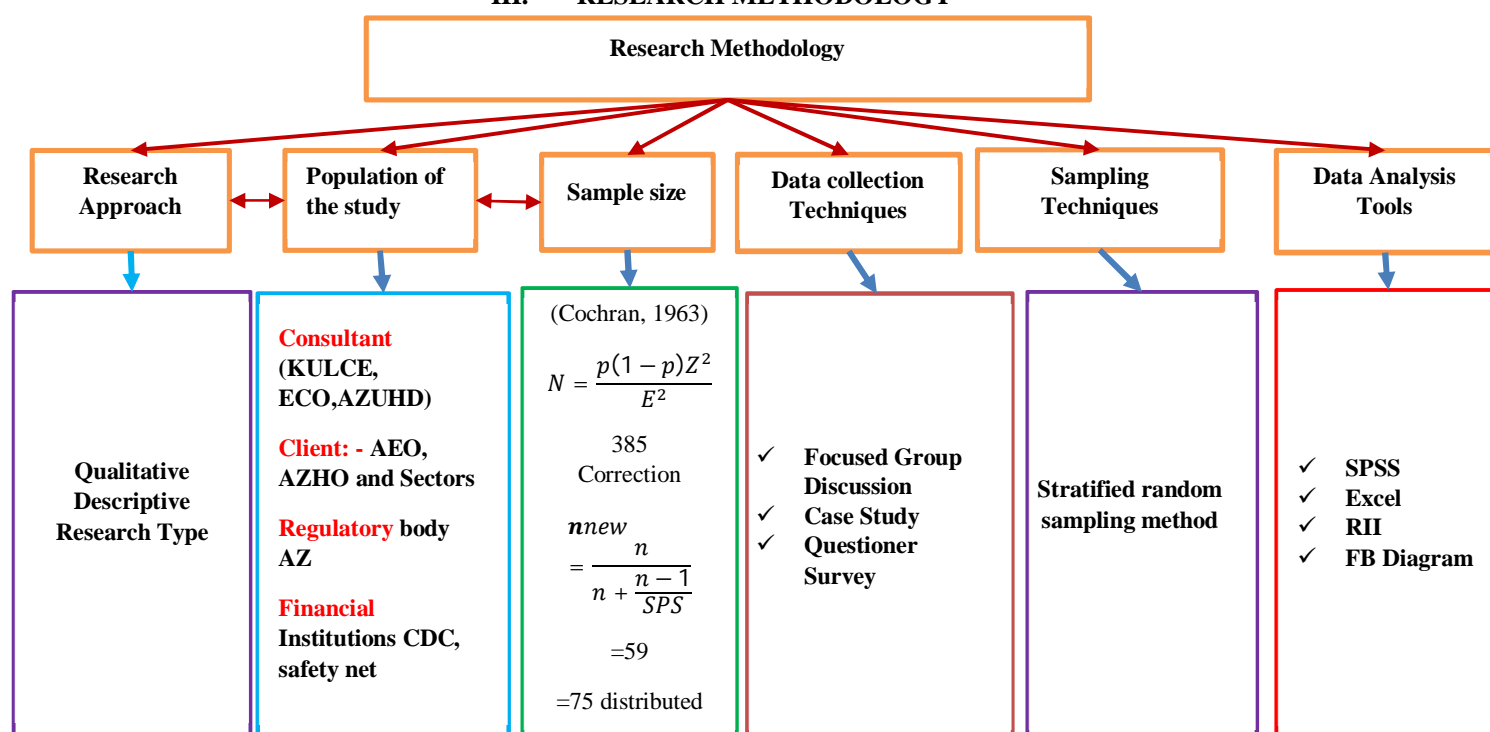 III. RESEARCH METHODOLOGY
Research Methodology
Research
Approach
Population of
the study
Sample size
Data collection
Techniques
Sampling
Techniques
Data Analysis
Tools
Qualitative
Descriptive
Research Type
Consultant
(KULCE,
ECO,AZUHD)
Client: - AEO,
AZHO and Sectors
Regulatory body
AZ
Financial
Institutions CDC,
safety net
(Cochran, 1963)
N = p(1 − p)Z² / E²
385
Correction
nnew
= n / (n + (n − 1) / SPS)
=59
=75 distributed
✓ Focused Group
Discussion
✓ Case Study
✓ Questioner
Survey
Stratified random
sampling method
✓ SPSS
✓ Excel
✓ RII
✓ FB Diagram